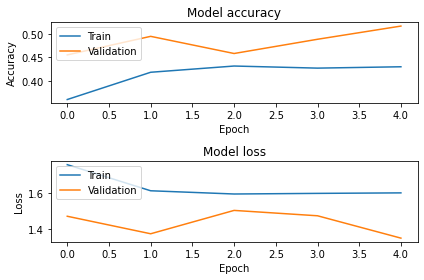 Model accuracy
Train
Validation
0.50
0.45
0.40
Accuracy
0.0 0.5 1.0 1.5 2.0 2.5 3.0 3.5 4.0
Epoch
Model loss
Train
Validation
1.6
1.4
Loss
0.0 0.5 1.0 1.5 2.0 2.5 3.0 3.5 4.0
Epoch